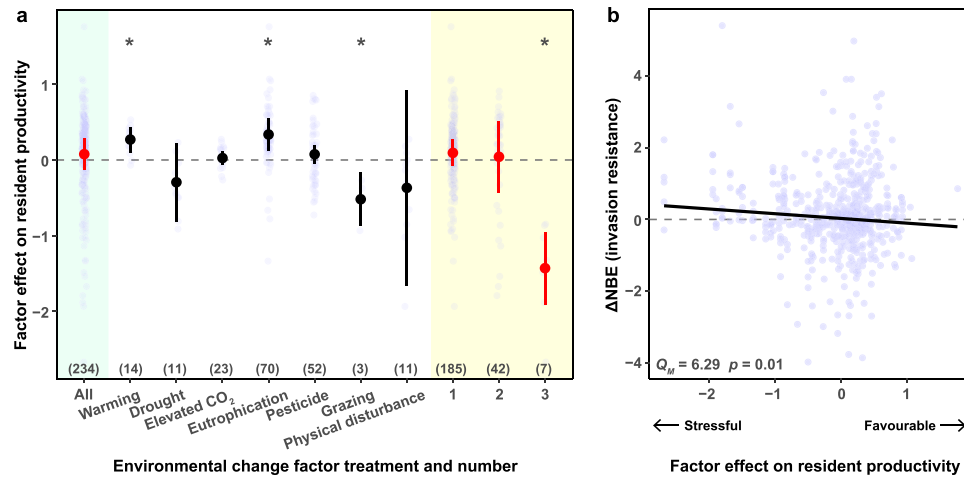 a
Factor effect on resident productivity
1
0
−1
−2
* * * *
(234) (14) (11) (23) (70) (52) (3) (11) (185) (42) (7)
All Warming Drought Elevated CO2 Eutrophication Pesticide Grazing Physical disturbance 1 2 3
Environmental change factor treatment and number
b
ΔNBE (invasion resistance)
4
2
0
−2
−4
QM = 6.29 p = 0.01
−2 −1 0 1
Stressful Favourable
Factor effect on resident productivity